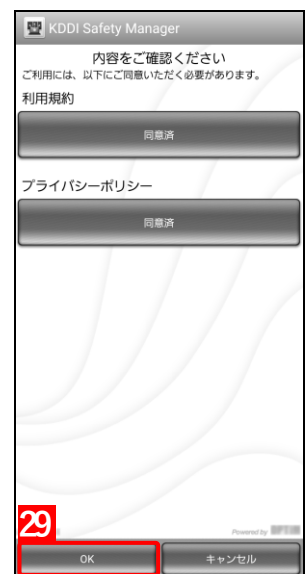 KDDI Safety Manager
内容をご確認ください
ご利用には、以下にご同意いただく必要があります。
利用規約
同意済
プライバシーポリシー
同意済
29
Powered by
OK
キャンセル